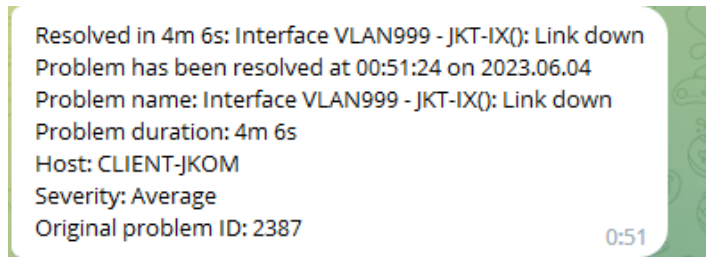 Resolved in 4m 6s: Interface VLAN999 - JKT-IX(): Link down
Problem has been resolved at 00:51:24 on 2023.06.04
Problem name: Interface VLAN999 - JKT-IX(): Link down
Problem duration: 4m 6s
Host: CLIENT-JKOM
Severity: Average
Original problem ID: 2387
0:51